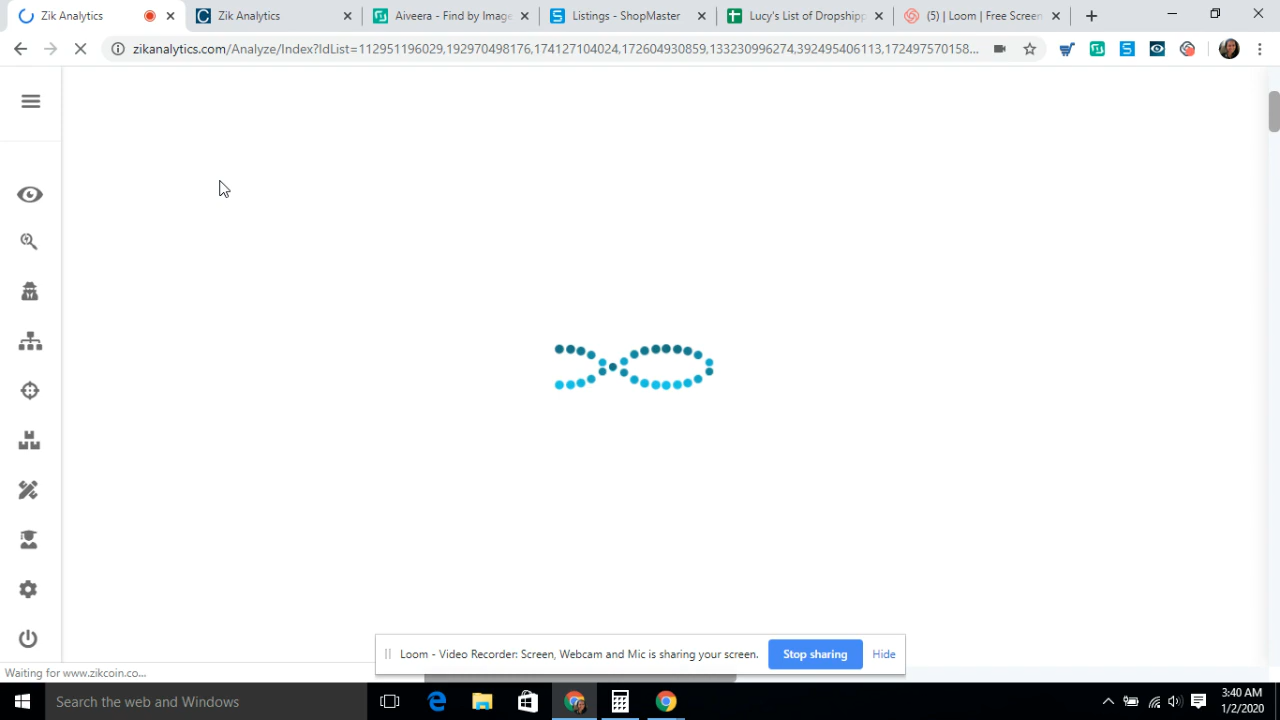 Zik Analytics
Zik Analytics
Aiveera - Find by Image
Listings - ShopMaster
Lucy's List of Dropshipp
(5) | Loom | Free Screen
zikanalytics.com/Analyze/Index?IdList=112951196029,192970498176,174127104024,172604930859,133230996274,392495406113,172497570158...
Loom - Video Recorder: Screen, Webcam and Mic is sharing your screen.
Stop sharing
Hide
Waiting for www.zikcoin.co...
Search the web and Windows
3:40 AM
1/2/2020